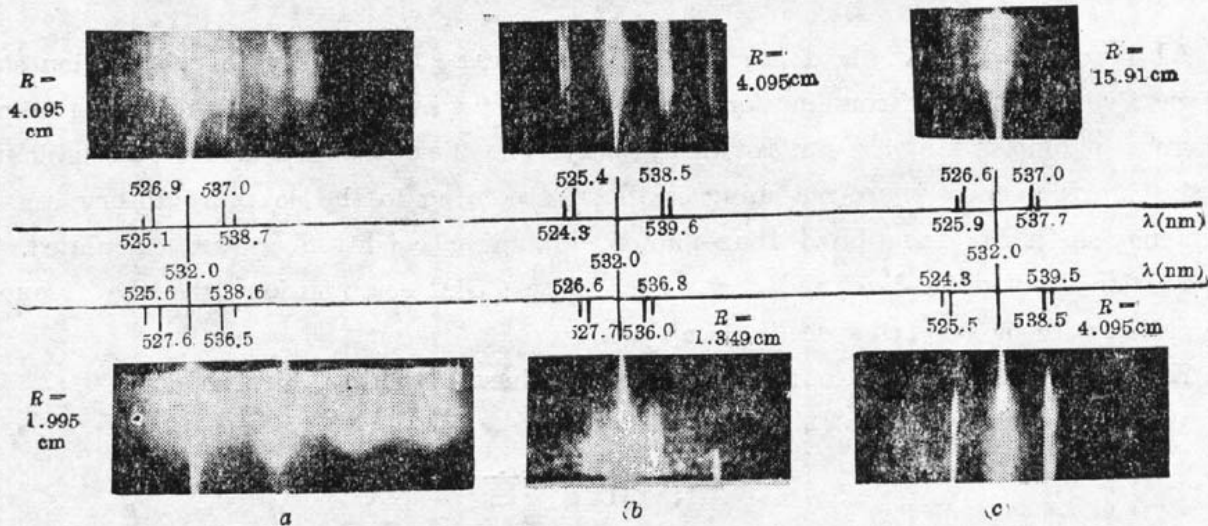 R =
4.095
cm
R =
4.095cm
R =
15.91cm
526.9 537.0
525.1 538.7
532.0
525.4 538.5
524.3 539.6
532.0
526.6 537.0
525.9 537.7
λ(nm)
532.0
λ(nm)
525.6 538.6
527.6 536.5
526.6 536.8
527.7 536.0
R =
1.349cm
524.3 539.5
525.5 538.5
R =
4.095cm
R =
1.995
cm
a
(b
(c)